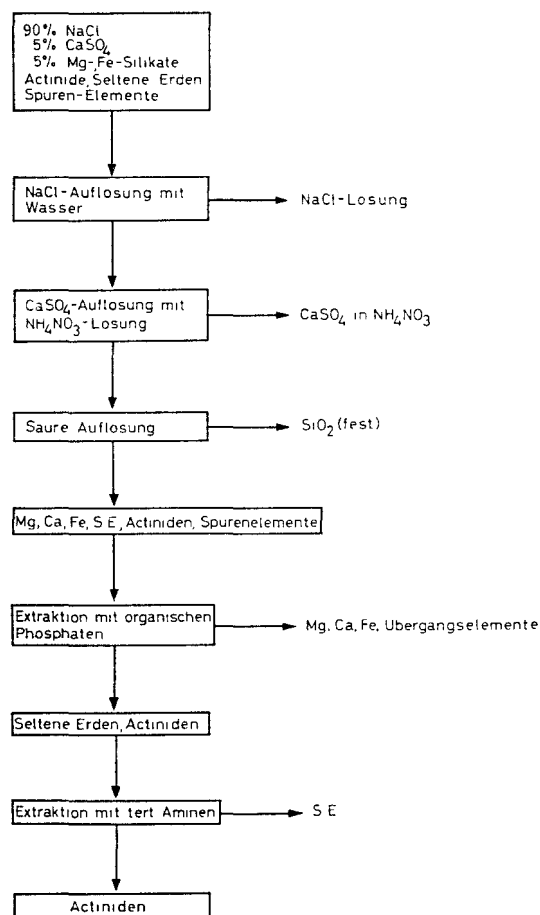 90% NaCl
5% CaSO₄
5% Mg-,Fe-Silikate
Actinide, Seltene Erden
Spuren-Elemente
NaCl-Auflosung mit
Wasser
NaCl-Losung
CaSO₄-Auflosung mit
NH₄NO₃-Losung
CaSO₄ in NH₄NO₃
Saure Auflosung
SiO₂ (fest)
Mg, Ca, Fe, S E, Actiniden, Spurenelemente
Extraktion mit organischen
Phosphaten
Mg, Ca, Fe, Ubergangselemente
Seltene Erden, Actiniden
Extraktion mit tert Aminen
S E
Actiniden